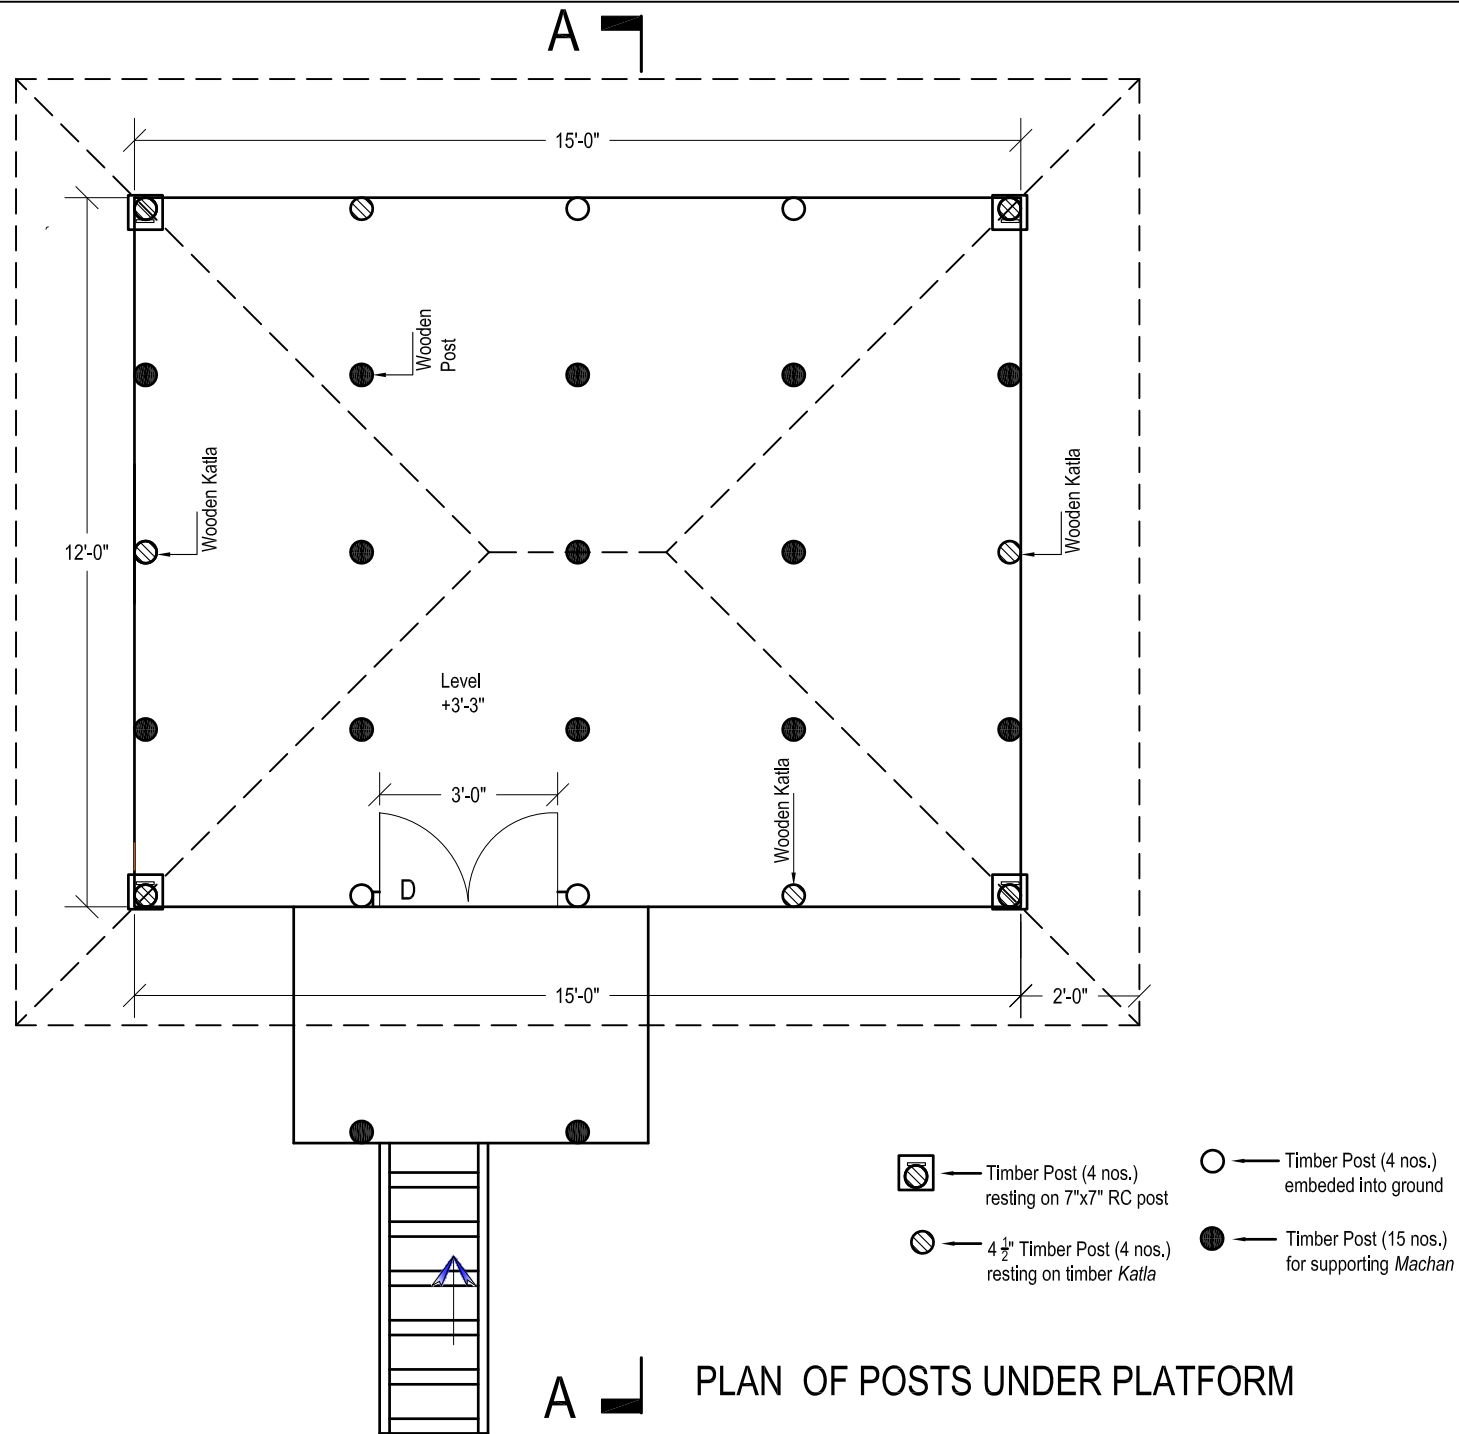 A
15'-0"
Wooden
Post
Wooden Katla
Wooden Katla
12'-0"
Level
+3'-3"
3'-0"
Wooden Katla
D
15'-0"
2'-0"
Timber Post (4 nos.)
resting on 7"x7" RC post
Timber Post (4 nos.)
embeded into ground
4 1/2" Timber Post (4 nos.)
resting on timber Katla
Timber Post (15 nos.)
for supporting Machan
A
PLAN OF POSTS UNDER PLATFORM